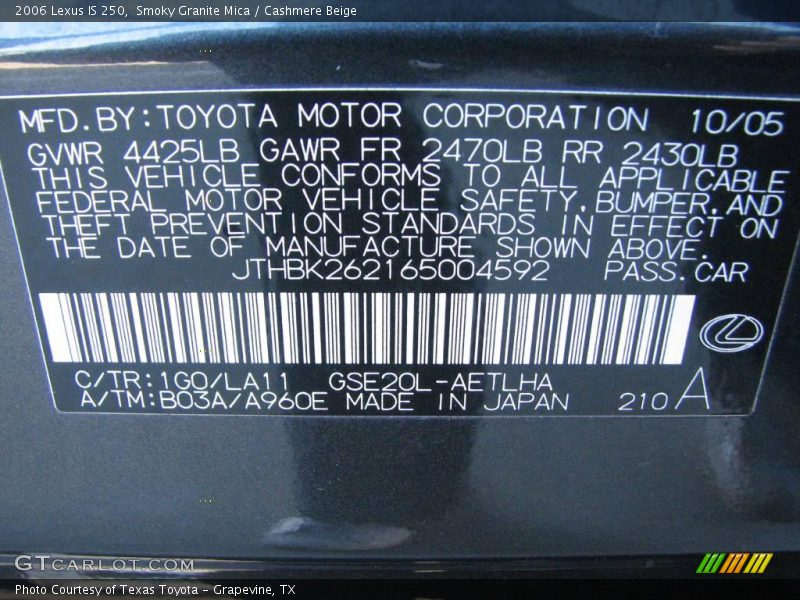 2006 Lexus IS 250,  Smoky Granite Mica / Cashmere Beige
MFD.BY:TOYOTA MOTOR CORPORATION 10/05
GVWR 4425LB GAWR FR 2470LB RR 2430LB
THIS VEHICLE CONFORMS TO ALL APPLICABLE
FEDERAL MOTOR VEHICLE SAFETY,BUMPER,AND
THEFT PREVENTION STANDARDS IN EFFECT ON
THE DATE OF MANUFACTURE SHOWN ABOVE.
JTHBK262165004592 PASS.CAR
C/TR:1G0/LA11 GSE20L-AETLHA
A/TM:B03A/A960E MADE IN JAPAN 210 A
GTCARLOT.COM
Photo Courtesy of Texas Toyota - Grapevine, TX